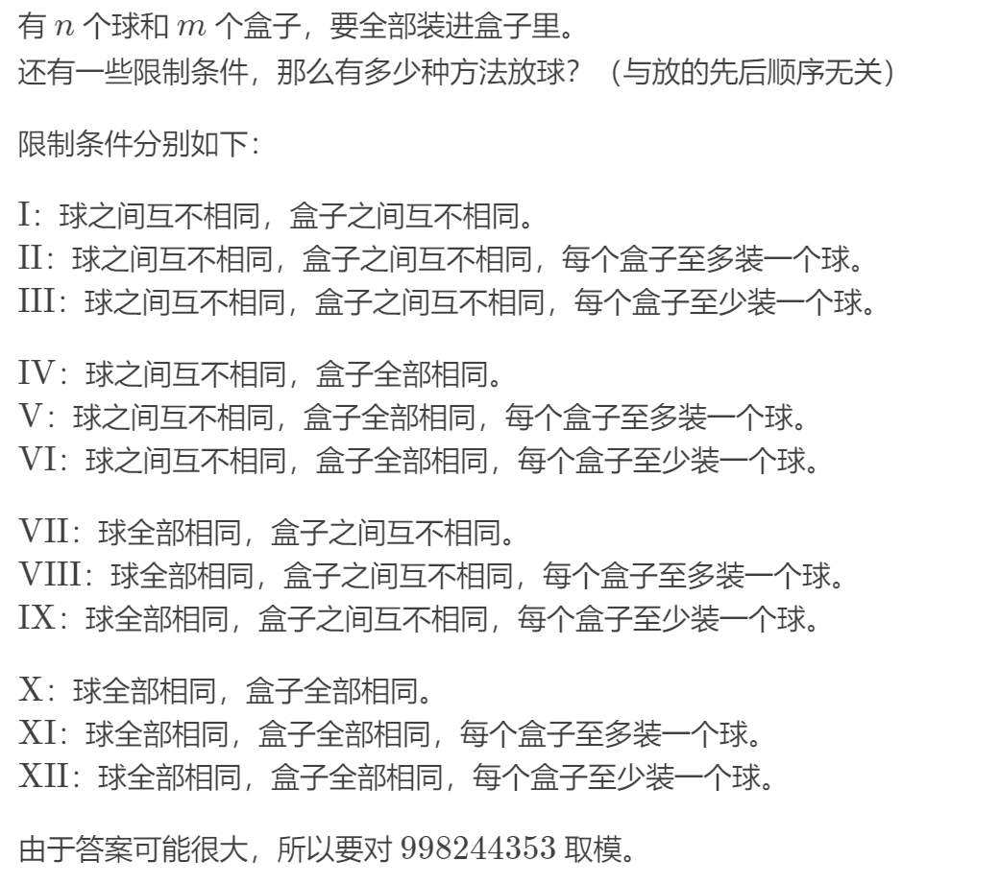 有 n 个球和 m 个盒子，要全部装进盒子里。
还有一些限制条件，那么有多少种方法放球？（与放的先后顺序无关）
限制条件分别如下：
I：球之间互不相同，盒子之间互不相同。
II：球之间互不相同，盒子之间互不相同，每个盒子至多装一个球。
III：球之间互不相同，盒子之间互不相同，每个盒子至少装一个球。
IV：球之间互不相同，盒子全部相同。
V：球之间互不相同，盒子全部相同，每个盒子至多装一个球。
VI：球之间互不相同，盒子全部相同，每个盒子至少装一个球。
VII：球全部相同，盒子之间互不相同。
VIII：球全部相同，盒子之间互不相同，每个盒子至多装一个球。
IX：球全部相同，盒子之间互不相同，每个盒子至少装一个球。
X：球全部相同，盒子全部相同。
XI：球全部相同，盒子全部相同，每个盒子至多装一个球。
XII：球全部相同，盒子全部相同，每个盒子至少装一个球。
由于答案可能很大，所以要对 998244353 取模。